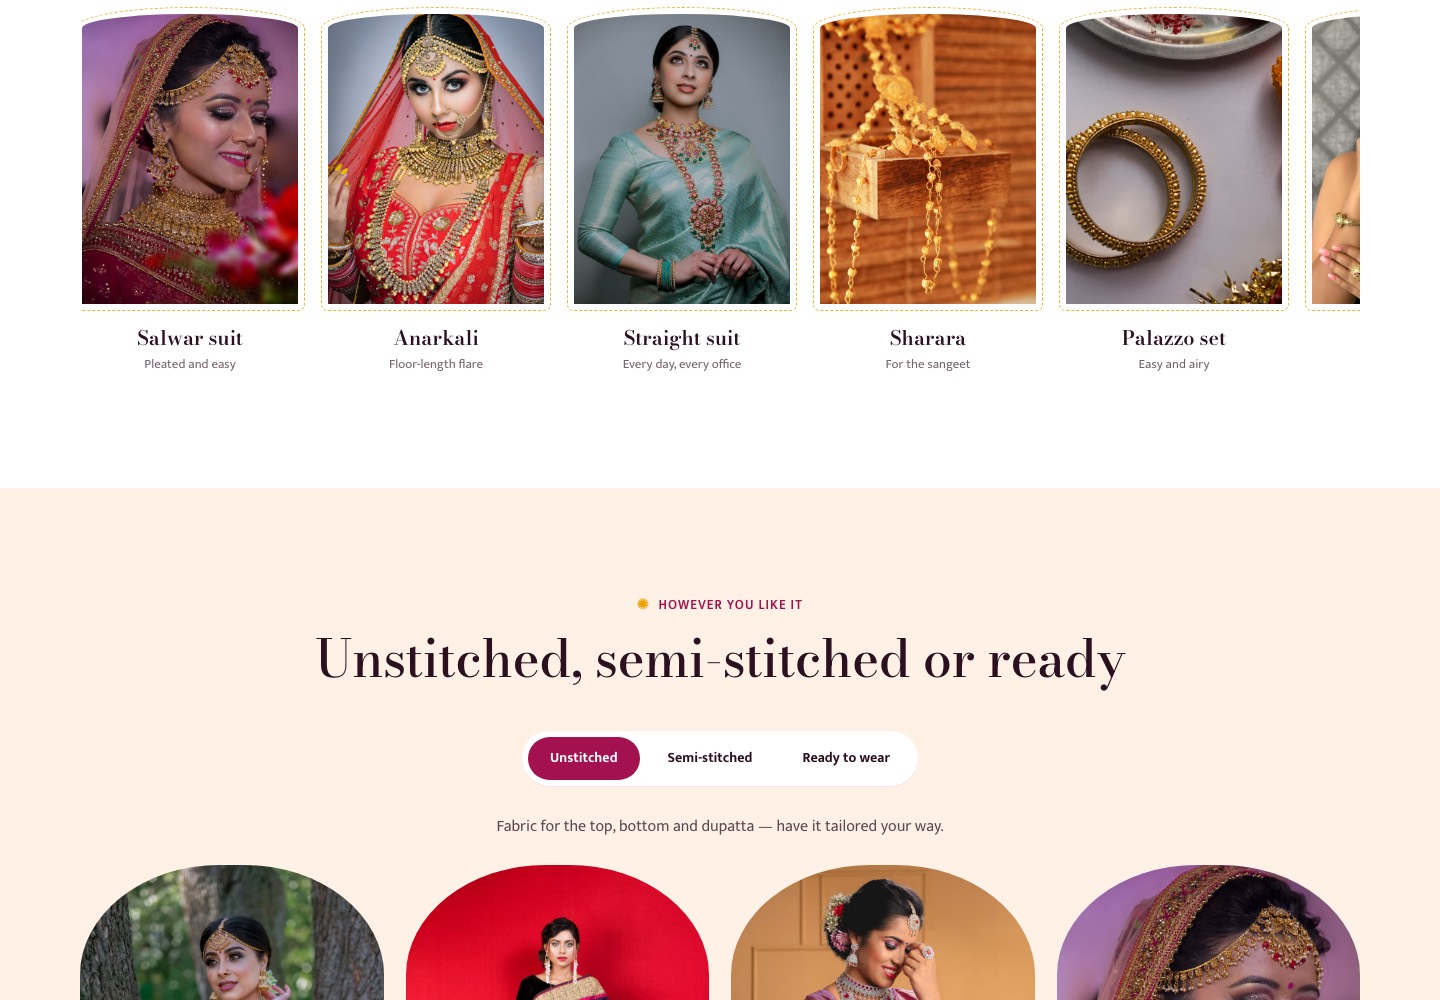 Salwar suit
Pleated and easy
Anarkali
Floor-length flare
Straight suit
Every day, every office
Sharara
For the sangeet
Palazzo set
Easy and airy
HOWEVER YOU LIKE IT
Unstitched, semi-stitched or ready
Unstitched
Semi-stitched
Ready to wear
Fabric for the top, bottom and dupatta — have it tailored your way.